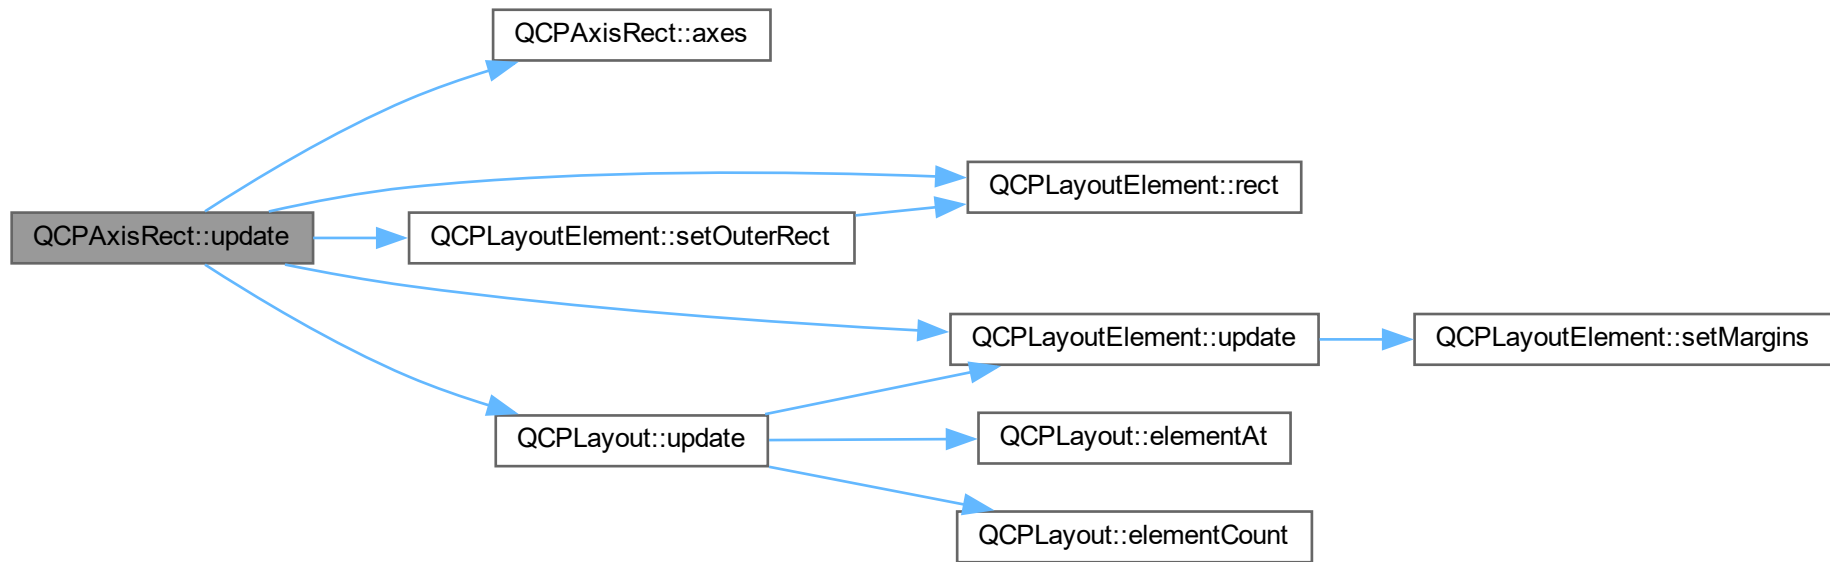 QCPAxisRect::axes
QCPLayoutElement::rect
QCPAxisRect::update
QCPLayoutElement::setOuterRect
QCPLayoutElement::update
QCPLayoutElement::setMargins
QCPLayout::update
QCPLayout::elementAt
QCPLayout::elementCount